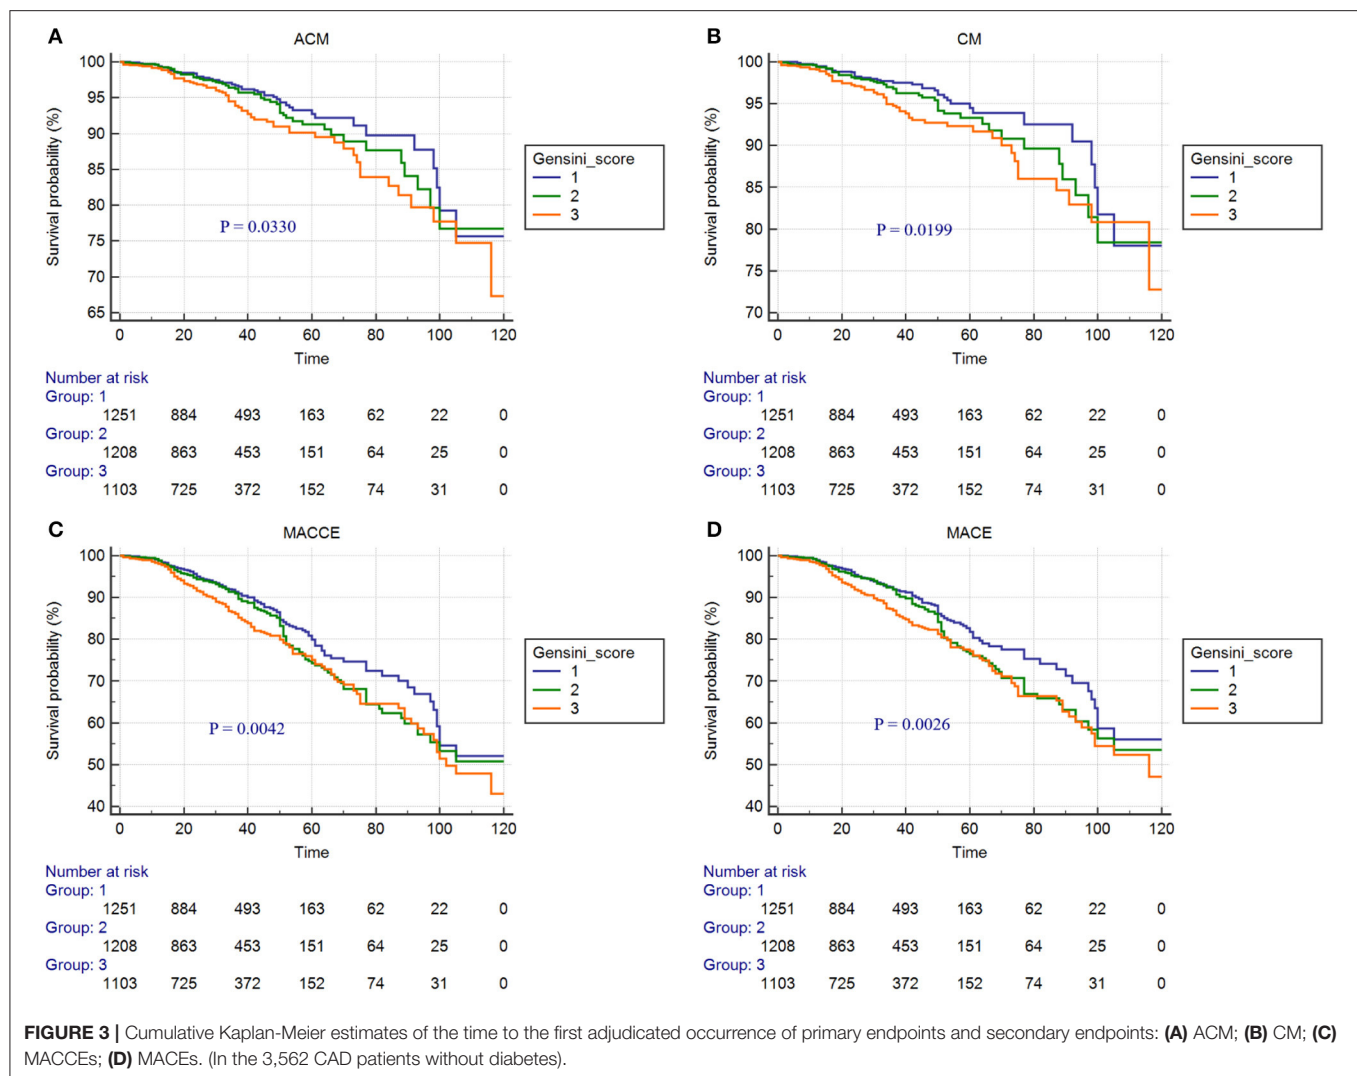 A
ACM
Survival probability (%)
100
95
90
85
80
75
70
65
P = 0.0330
0 20 40 60 80 100 120
Time
Gensini_score
1
2
3
Number at risk
Group: 1
1251 884 493 163 62 22 0
Group: 2
1208 863 453 151 64 25 0
Group: 3
1103 725 372 152 74 31 0
B
CM
Survival probability (%)
100
95
90
85
80
75
70
P = 0.0199
0 20 40 60 80 100 120
Time
Gensini_score
1
2
3
Number at risk
Group: 1
1251 884 493 163 62 22 0
Group: 2
1208 863 453 151 64 25 0
Group: 3
1103 725 372 152 74 31 0
C
MACCE
Survival probability (%)
100
90
80
70
60
50
40
P = 0.0042
0 20 40 60 80 100 120
Time
Gensini_score
1
2
3
Number at risk
Group: 1
1251 884 493 163 62 22 0
Group: 2
1208 863 453 151 64 25 0
Group: 3
1103 725 372 152 74 31 0
D
MACE
Survival probability (%)
100
90
80
70
60
50
40
P = 0.0026
0 20 40 60 80 100 120
Time
Gensini_score
1
2
3
Number at risk
Group: 1
1251 884 493 163 62 22 0
Group: 2
1208 863 453 151 64 25 0
Group: 3
1103 725 372 152 74 31 0
FIGURE 3 | Cumulative Kaplan-Meier estimates of the time to the first adjudicated occurrence of primary endpoints and secondary endpoints: (A) ACM; (B) CM; (C)
MACCEs; (D) MACEs. (In the 3,562 CAD patients without diabetes).